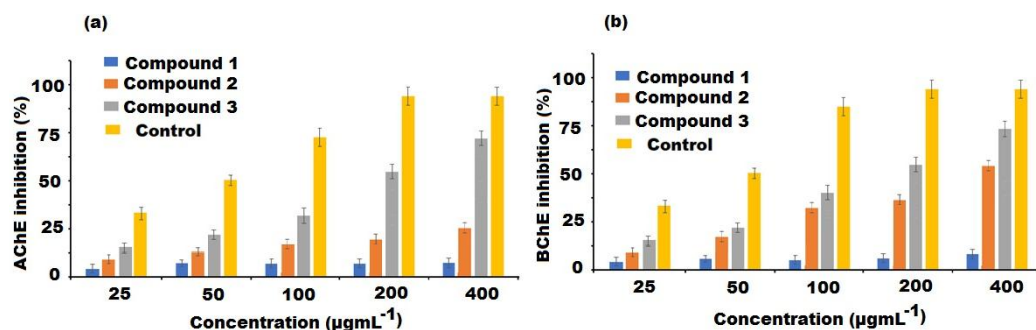 (a)
AChE inhibition (%)
100
75
50
25
0
Compound 1
Compound 2
Compound 3
Control
25 50 100 200 400
Concentration (µgmL⁻¹)
(b)
BChE inhibition (%)
100
75
50
25
0
Compound 1
Compound 2
Compound 3
Control
25 50 100 200 400
Concentration (µgmL⁻¹)